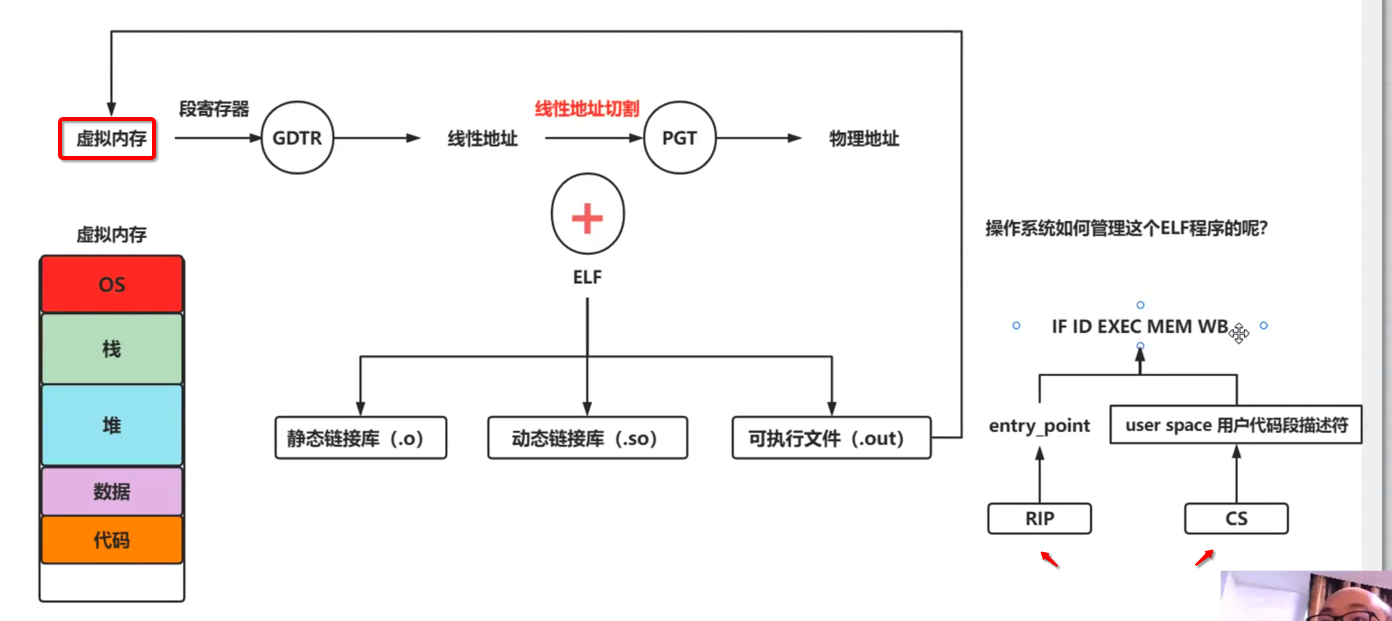 段寄存器
线性地址切割
虚拟内存
GDTR
线性地址
PGT
物理地址
虚拟内存
操作系统如何管理这个ELF程序的呢?
ELF
OS
IF ID EXEC MEM WB
栈
堆
静态链接库（.o）
动态链接库（.so）
可执行文件（.out）
entry_point
user space 用户代码段描述符
数据
代码
RIP
CS